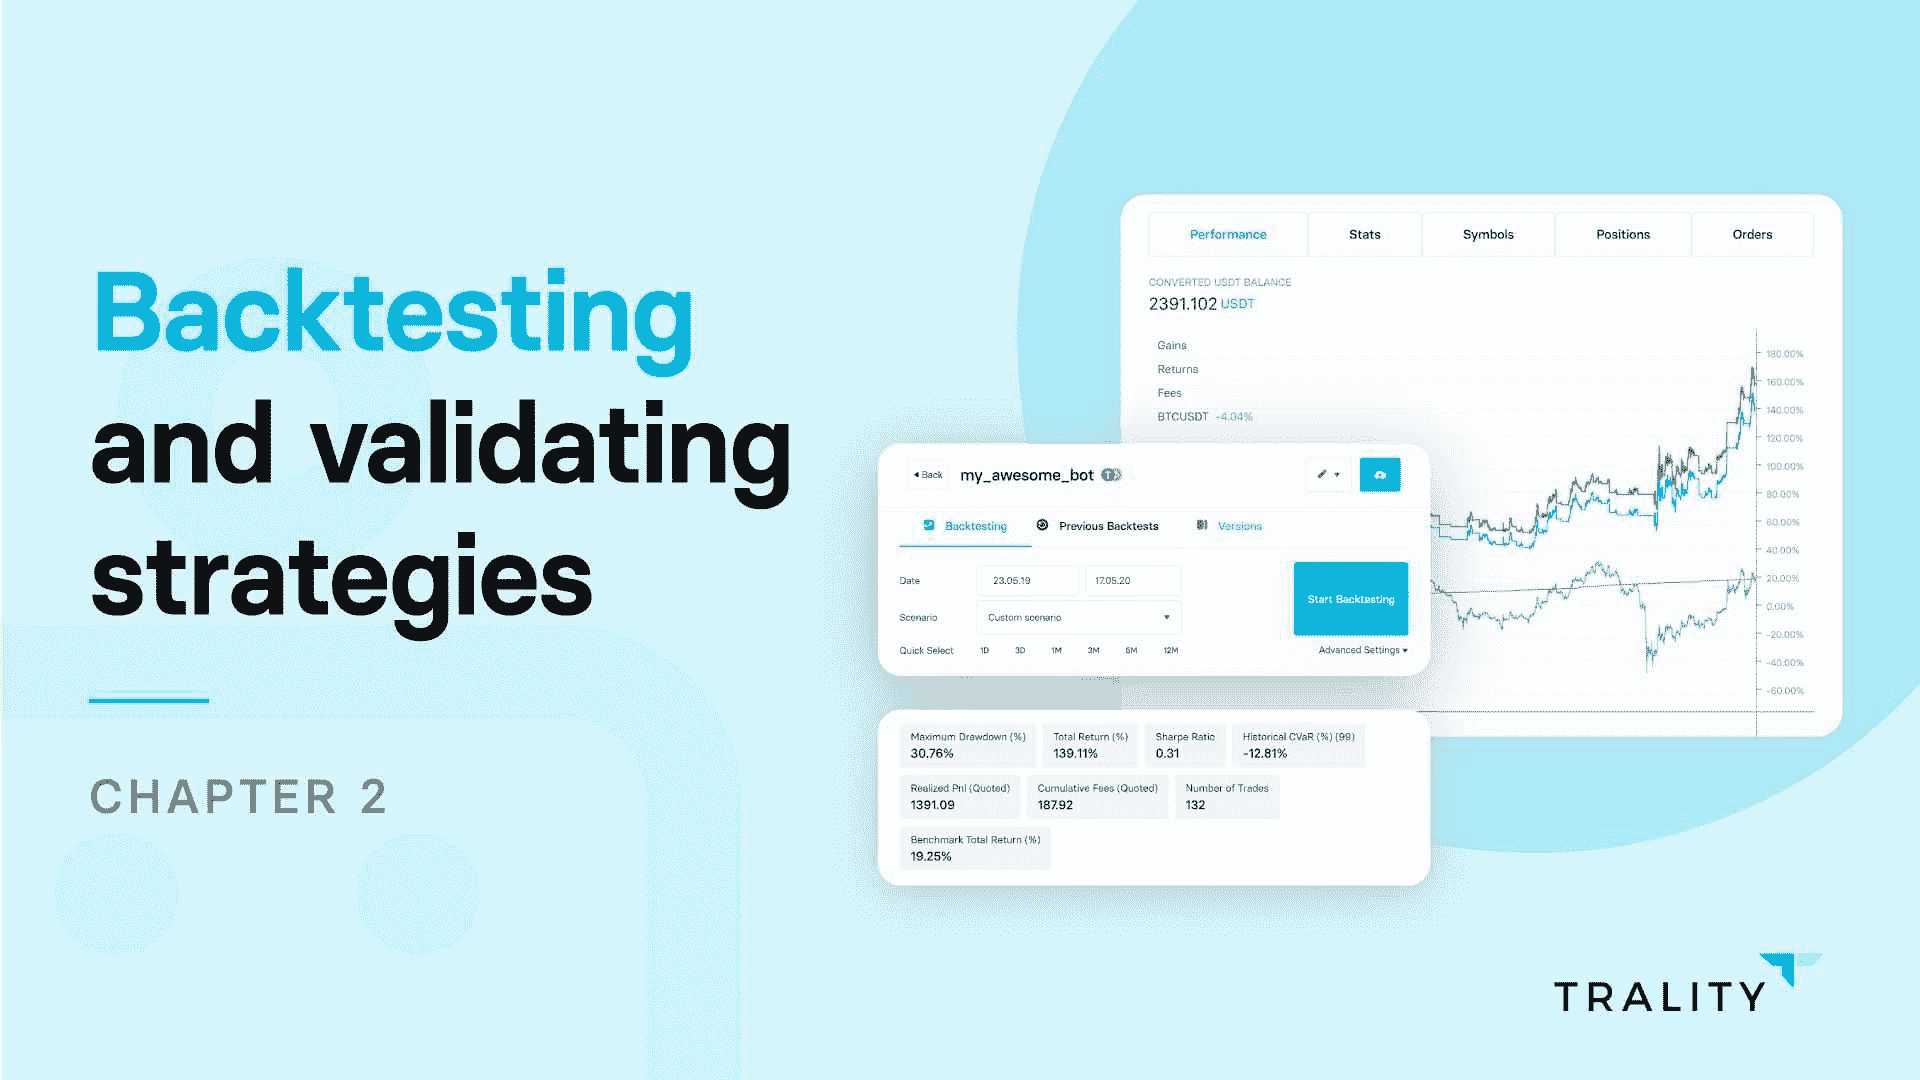 Backtesting
and validating
strategies
CHAPTER 2
Performance Stats Symbols Positions Orders
CONVERTED USDT BALANCE
2391.102 USDT
Gains
Returns
Fees
BTCUSDT -4.04%
180.00%
160.00%
140.00%
120.00%
100.00%
80.00%
60.00%
40.00%
20.00%
0.00%
-20.00%
-40.00%
-60.00%
Back my_awesome_bot
Backtesting Previous Backtests Versions
Date 23.05.19 17.05.20
Scenario Custom scenario
Start Backtesting
Quick Select 1D 3D 1M 3M 6M 12M
Advanced Settings
Maximum Drawdown (%) Total Return (%) Sharpe Ratio Historical CVaR (%) (99)
30.76% 139.11% 0.31 -12.81%
Realized Pnl (Quoted) Cumulative Fees (Quoted) Number of Trades
1391.09 187.92 132
Benchmark Total Return (%)
19.25%
TRALITY